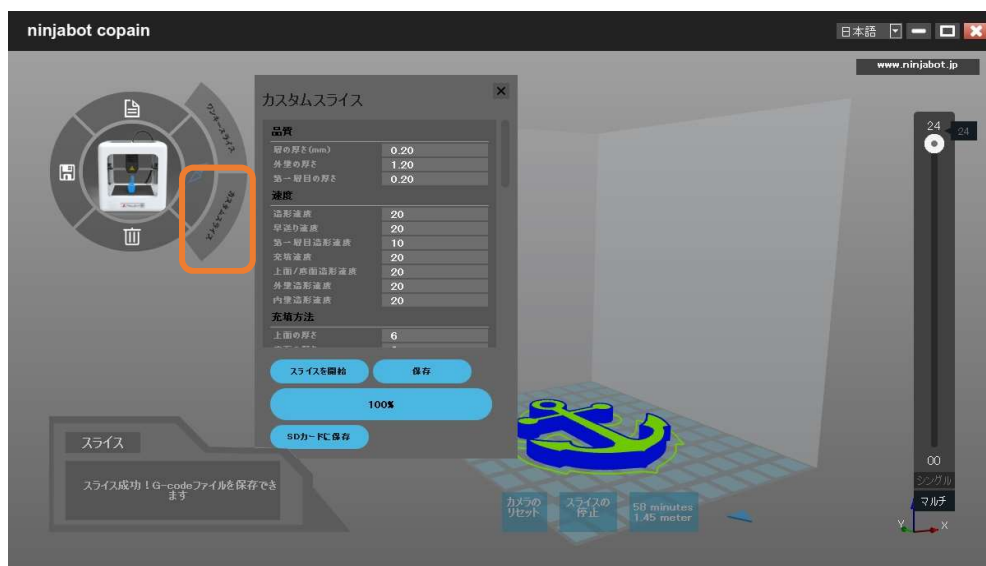 ninjabot copain
日本語
www.ninjabot.jp
ワンキースライス
カスタムスライス
カスタムスライス
品質
層の厚さ(mm) 0.20
外壁の厚さ 1.20
第一層目の厚さ 0.20
速度
造形速度 20
早送り速度 20
第一層目造形速度 10
充填速度 20
上面/底面造形速度 20
外壁造形速度 20
内壁造形速度 20
充填方法
上面の厚さ 6
スライスを開始 保存
100%
SDカードに保存
24
24
00
シングル
マルチ
Y X
スライス
スライス成功！G-codeファイルを保存でき
ます
カメラの
リセット
スライスの
停止
58 minutes
1.45 meter